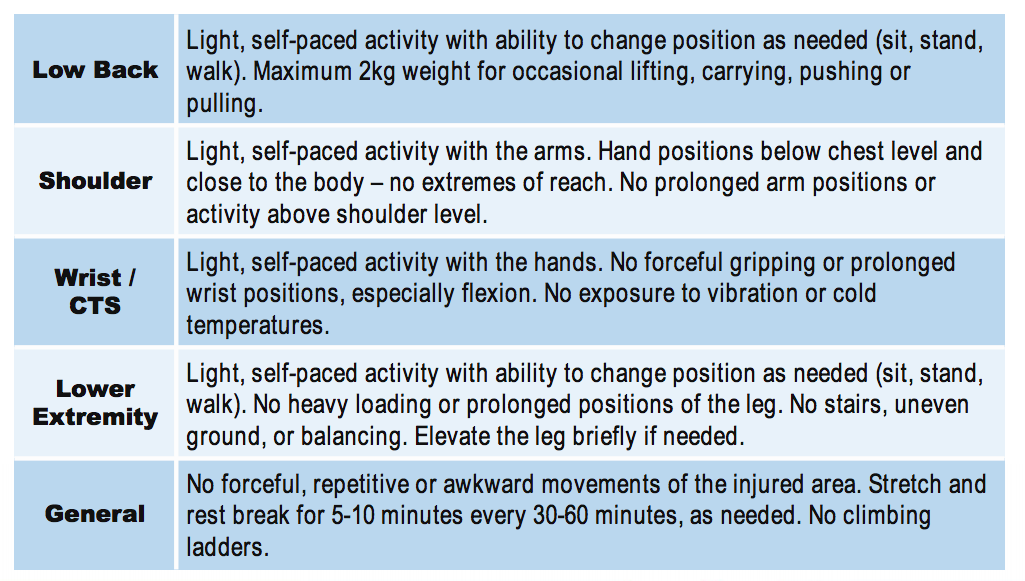 Low Back
Light, self-paced activity with ability to change position as needed (sit, stand,
walk). Maximum 2kg weight for occasional lifting, carrying, pushing or
pulling.
Shoulder
Light, self-paced activity with the arms. Hand positions below chest level and
close to the body – no extremes of reach. No prolonged arm positions or
activity above shoulder level.
Wrist /
CTS
Light, self-paced activity with the hands. No forceful gripping or prolonged
wrist positions, especially flexion. No exposure to vibration or cold
temperatures.
Lower
Extremity
Light, self-paced activity with ability to change position as needed (sit, stand,
walk). No heavy loading or prolonged positions of the leg. No stairs, uneven
ground, or balancing. Elevate the leg briefly if needed.
General
No forceful, repetitive or awkward movements of the injured area. Stretch and
rest break for 5-10 minutes every 30-60 minutes, as needed. No climbing
ladders.